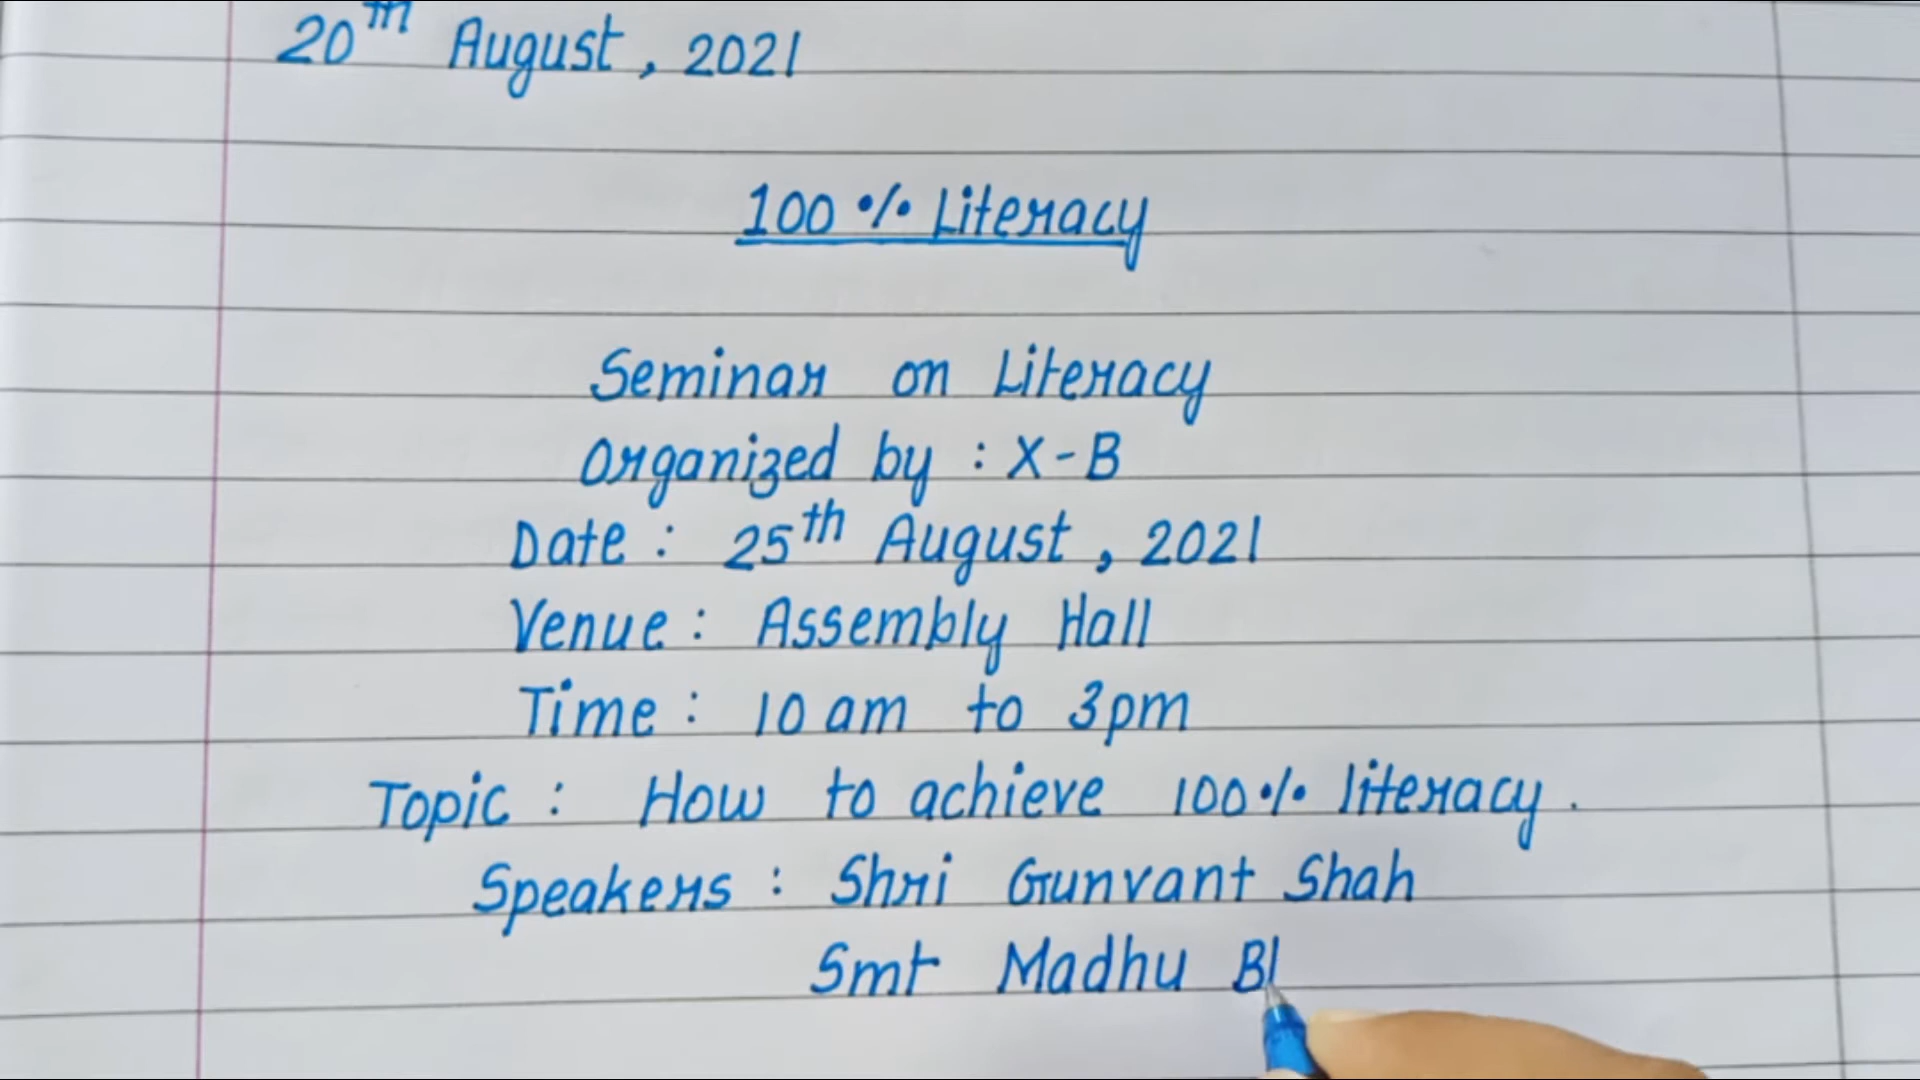 20th August, 2021
100% Literacy
Seminar on Literacy
Organized by : X-B
Date : 25th August, 2021
Venue : Assembly Hall
Time : 10 am to 3pm
Topic : How to achieve 100% literacy.
Speakers : Shri Gunvant Shah
Smt Madhu